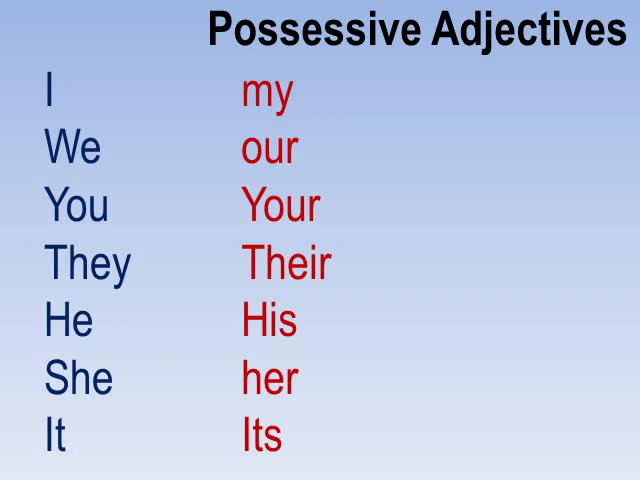 Possessive Adjectives
I my
We our
You Your
They Their
He His
She her
It Its